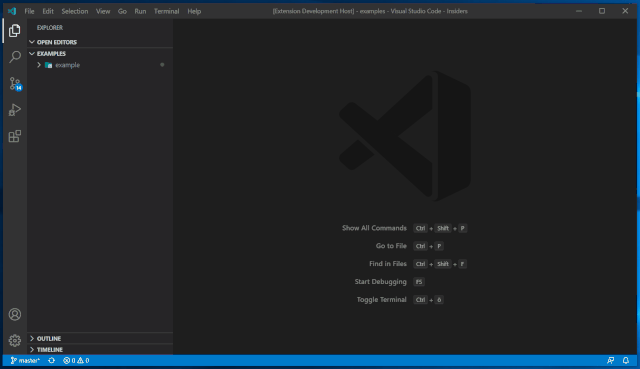 File Edit Selection View Go Run Terminal Help [Extension Development Host] - examples - Visual Studio Code - Insiders
EXPLORER
OPEN EDITORS
EXAMPLES
example
14
Show All Commands Ctrl + Shift + P
Go to File Ctrl + P
Find in Files Ctrl + Shift + F
Start Debugging F5
Toggle Terminal Ctrl + ö
OUTLINE
TIMELINE
master* 0 0